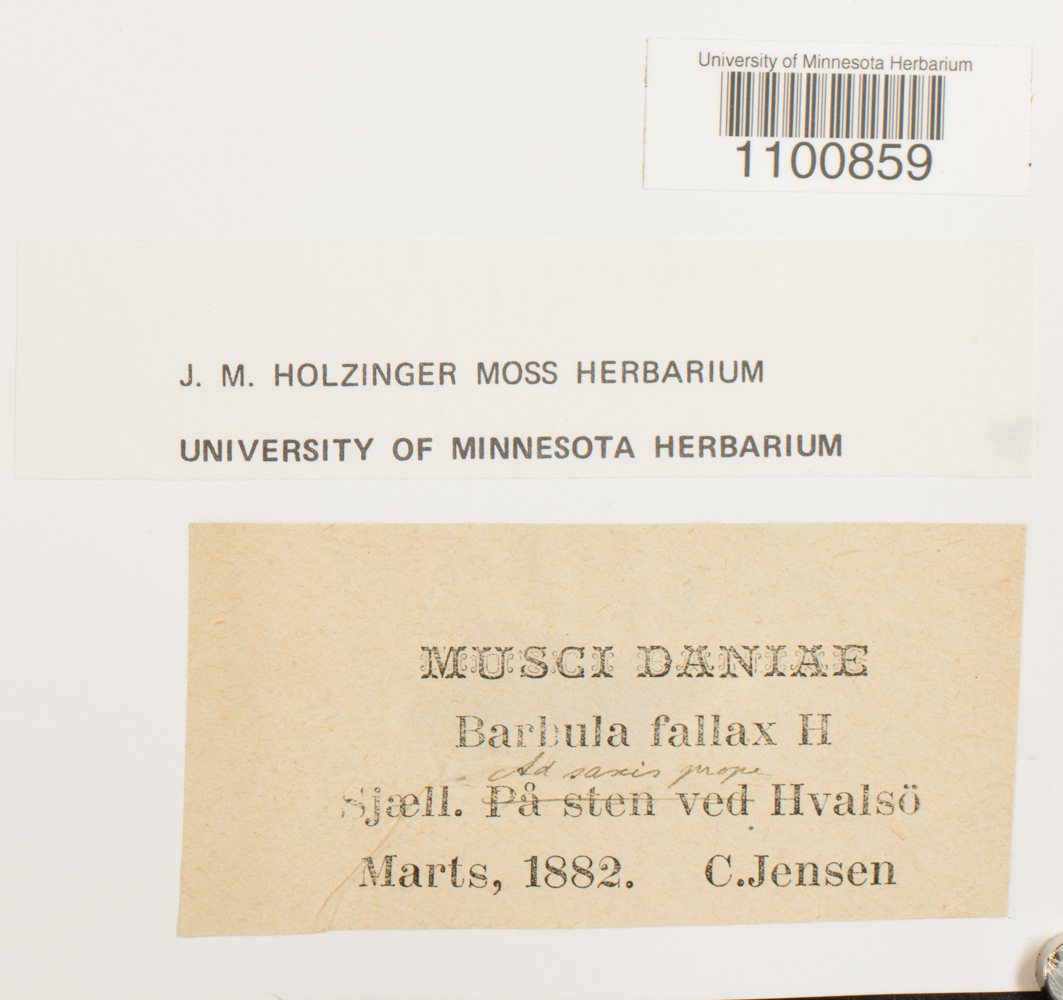 University of Minnesota Herbarium
1100859
J. M. HOLZINGER MOSS HERBARIUM
UNIVERSITY OF MINNESOTA HERBARIUM
MUSCI DANIAE
Barbula fallax H
Ad saxis prope
Sjæll. På sten ved Hvalsö
Marts, 1882. C.Jensen